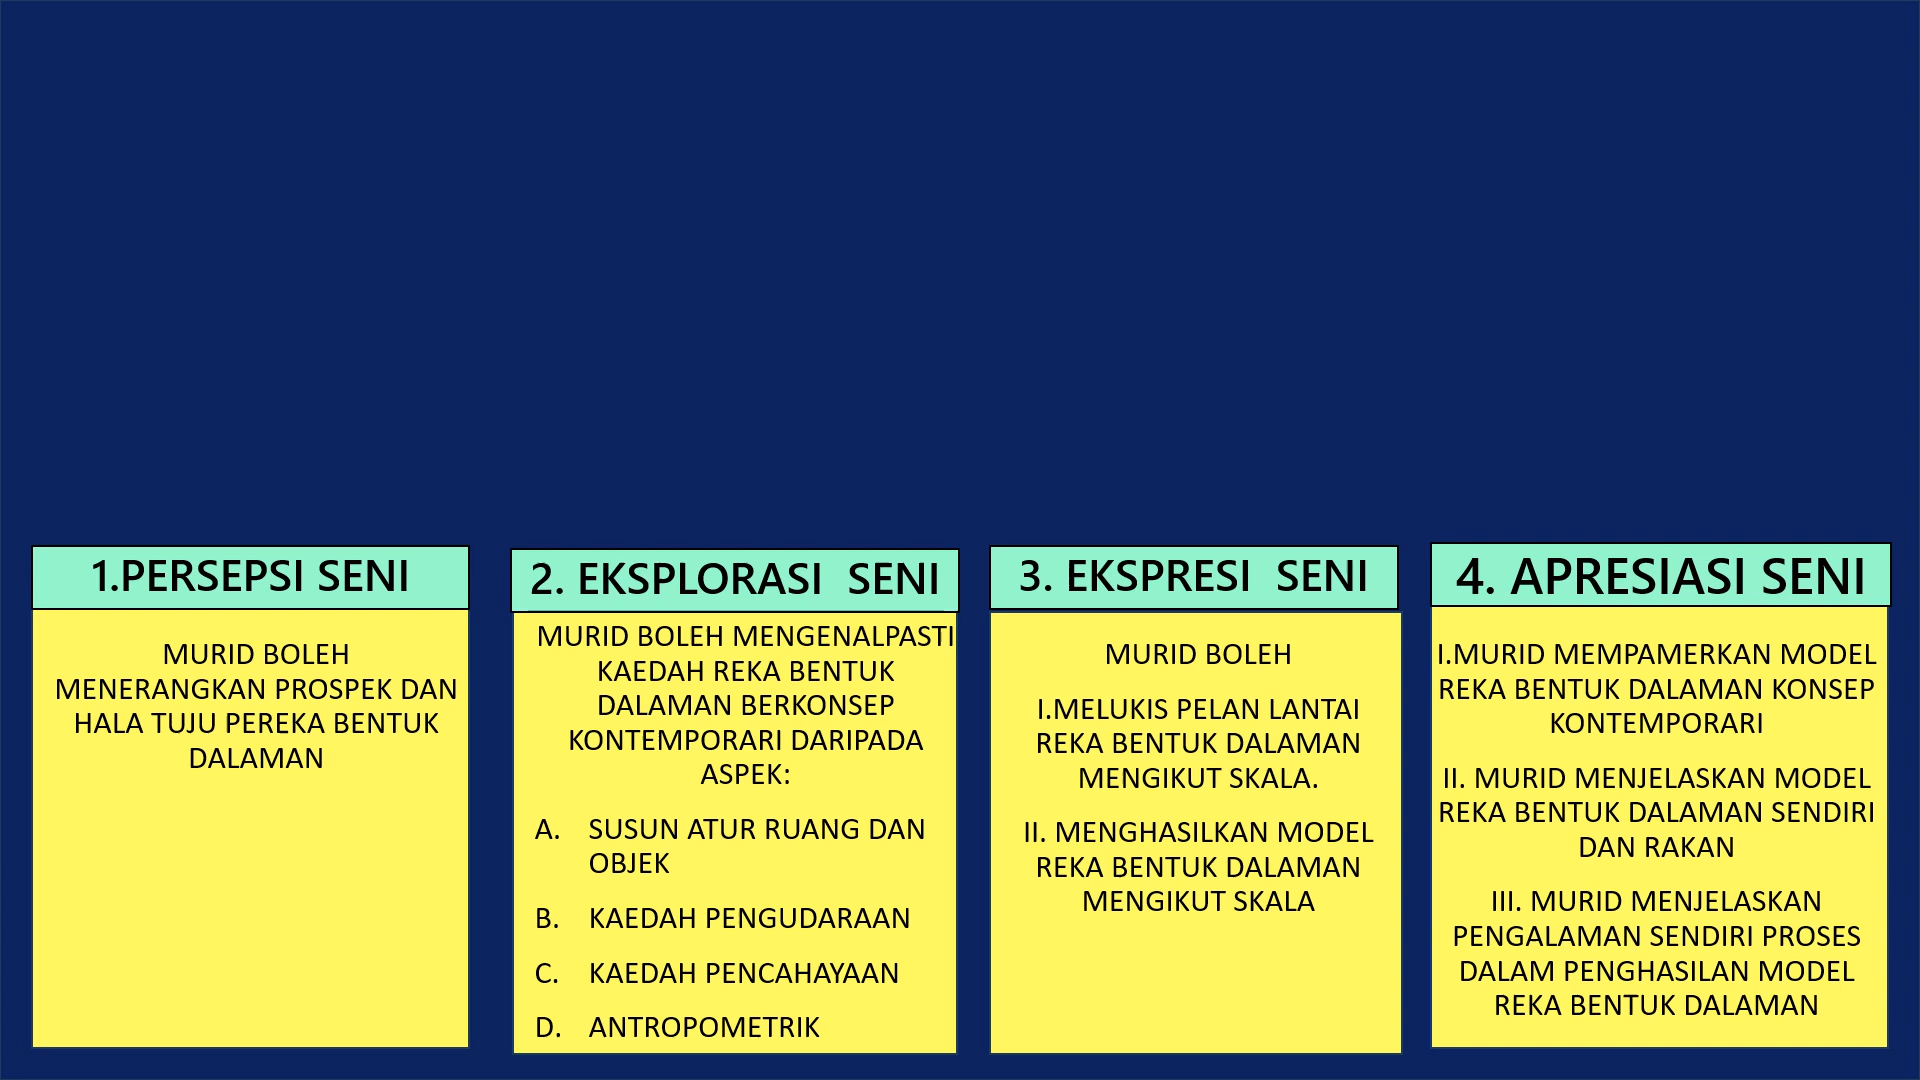 1.PERSEPSI SENI
MURID BOLEH
MENERANGKAN PROSPEK DAN
HALA TUJU PEREKA BENTUK
DALAMAN
2. EKSPLORASI  SENI
MURID BOLEH MENGENALPASTI
KAEDAH REKA BENTUK
DALAMAN BERKONSEP
KONTEMPORARI DARIPADA
ASPEK:
A. SUSUN ATUR RUANG DAN
OBJEK
B. KAEDAH PENGUDARAAN
C. KAEDAH PENCAHAYAAN
D. ANTROPOMETRIK
3. EKSPRESI  SENI
MURID BOLEH
I.MELUKIS PELAN LANTAI
REKA BENTUK DALAMAN
MENGIKUT SKALA.
II. MENGHASILKAN MODEL
REKA BENTUK DALAMAN
MENGIKUT SKALA
4. APRESIASI SENI
I.MURID MEMPAMERKAN MODEL
REKA BENTUK DALAMAN KONSEP
KONTEMPORARI
II. MURID MENJELASKAN MODEL
REKA BENTUK DALAMAN SENDIRI
DAN RAKAN
III. MURID MENJELASKAN
PENGALAMAN SENDIRI PROSES
DALAM PENGHASILAN MODEL
REKA BENTUK DALAMAN